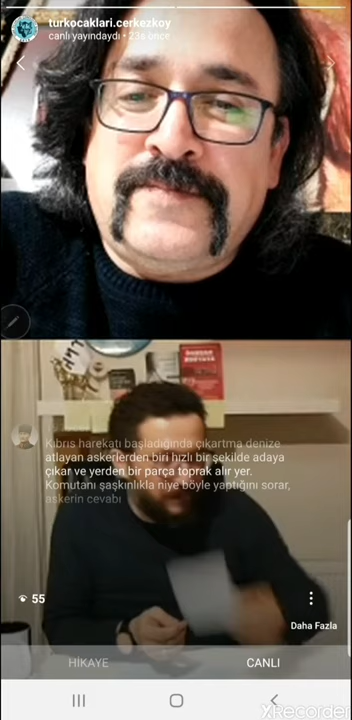 turkocaklari.cerkezkoy
canlı yayındaydı • 23s önce
Kıbrıs harekatı başladığında çıkartma denize
atlayan askerlerden biri hızlı bir şekilde adaya
çıkar ve yerden bir parça toprak alır yer.
Komutanı şaşkınlıkla niye böyle yaptığını sorar,
askerin cevabı
55
Daha Fazla
HİKAYE
CANLI
XRecorder